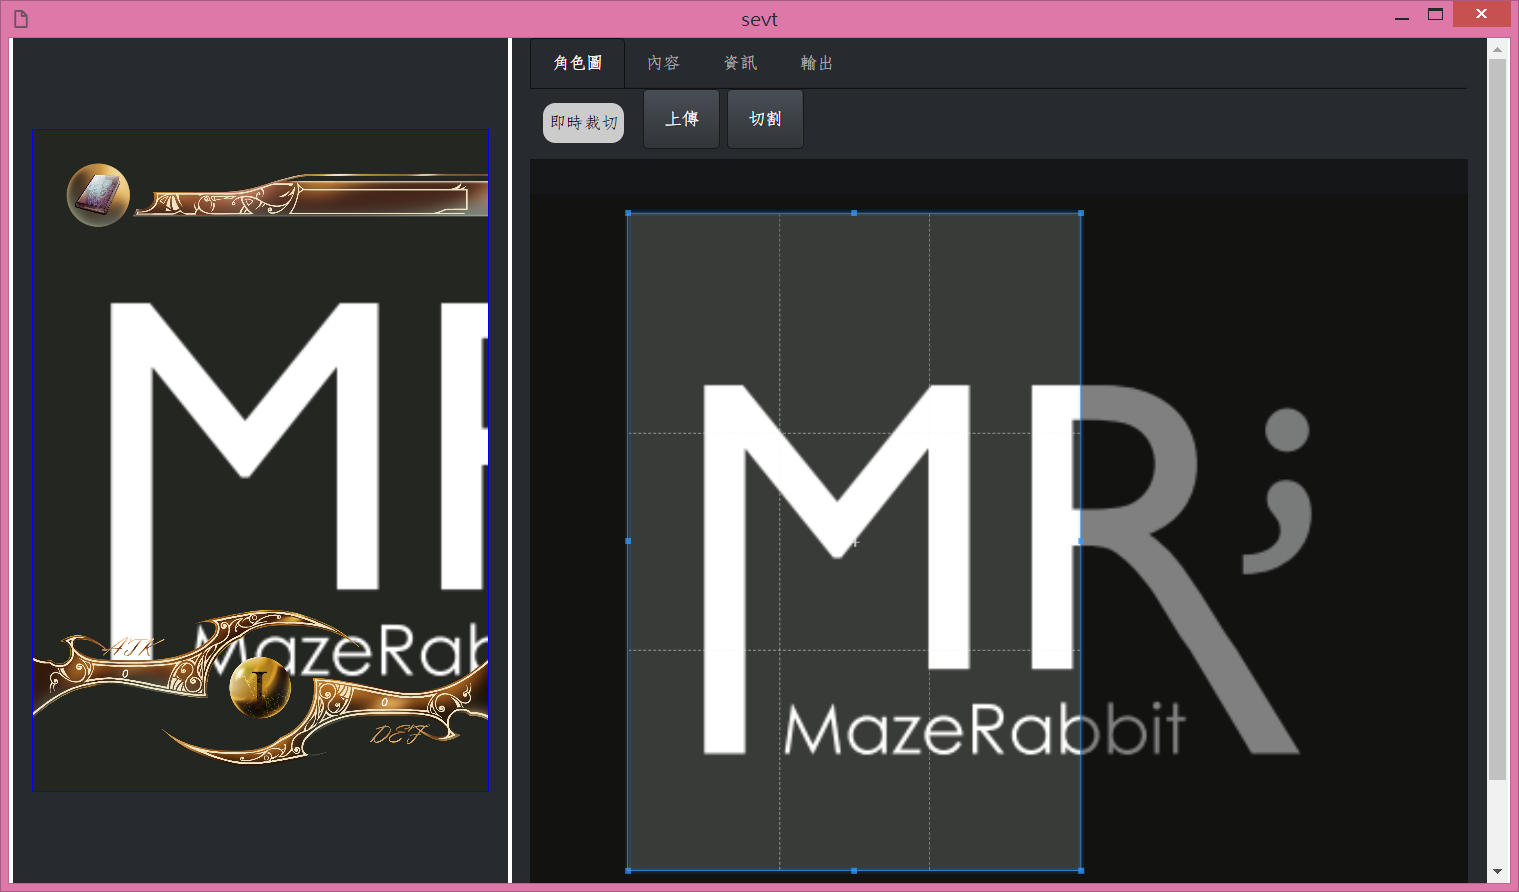 sevt
角色圖 內容 資訊 輸出
即時裁切 上傳 切割
MR
MazeRab
ATK
0
I
0
DEF
MR;
MazeRabbit